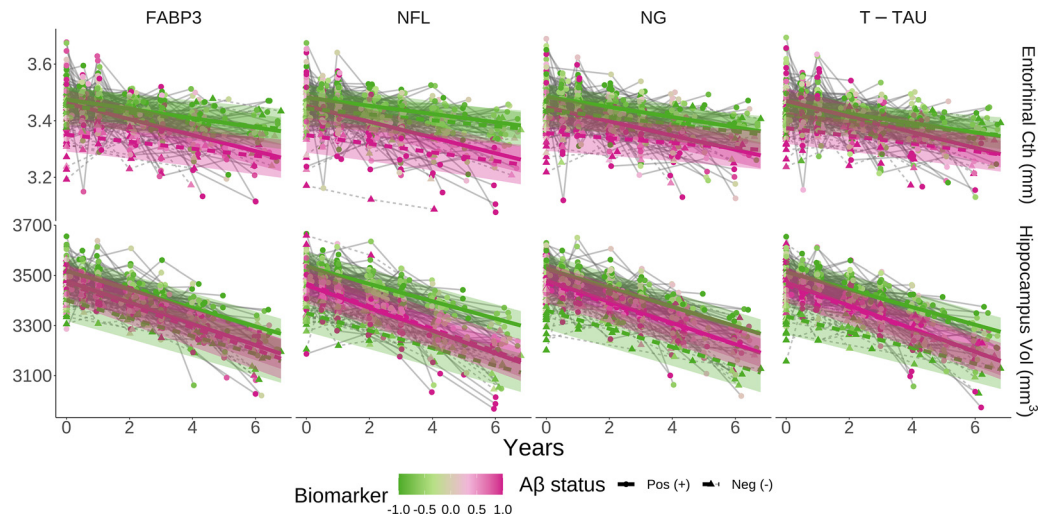 FABP3 NFL NG T – TAU
3.6
3.4
3.2
Entorhinal Cth (mm)
3700
3500
3300
3100
Hippocampus Vol (mm³)
0 2 4 6 0 2 4 6 0 2 4 6 0 2 4 6
Years
Biomarker Aβ status Pos (+) Neg (-)
-1.0 -0.5 0.0 0.5 1.0